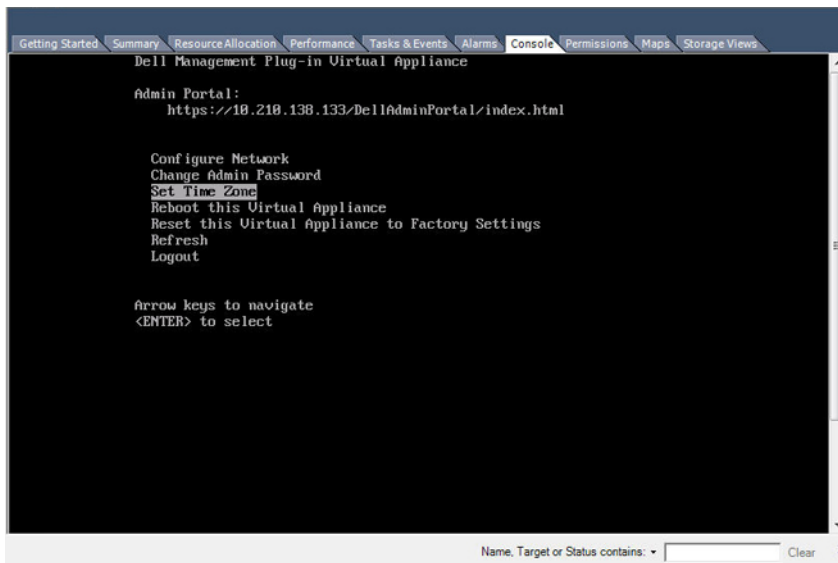 Getting Started Summary Resource Allocation Performance Tasks & Events Alarms Console Permissions Maps Storage Views
Dell Management Plug-in Virtual Appliance
Admin Portal:
https://10.210.138.133/DellAdminPortal/index.html
Configure Network
Change Admin Password
Set Time Zone
Reboot this Virtual Appliance
Reset this Virtual Appliance to Factory Settings
Refresh
Logout
Arrow keys to navigate
<ENTER> to select
Name, Target or Status contains: Clear